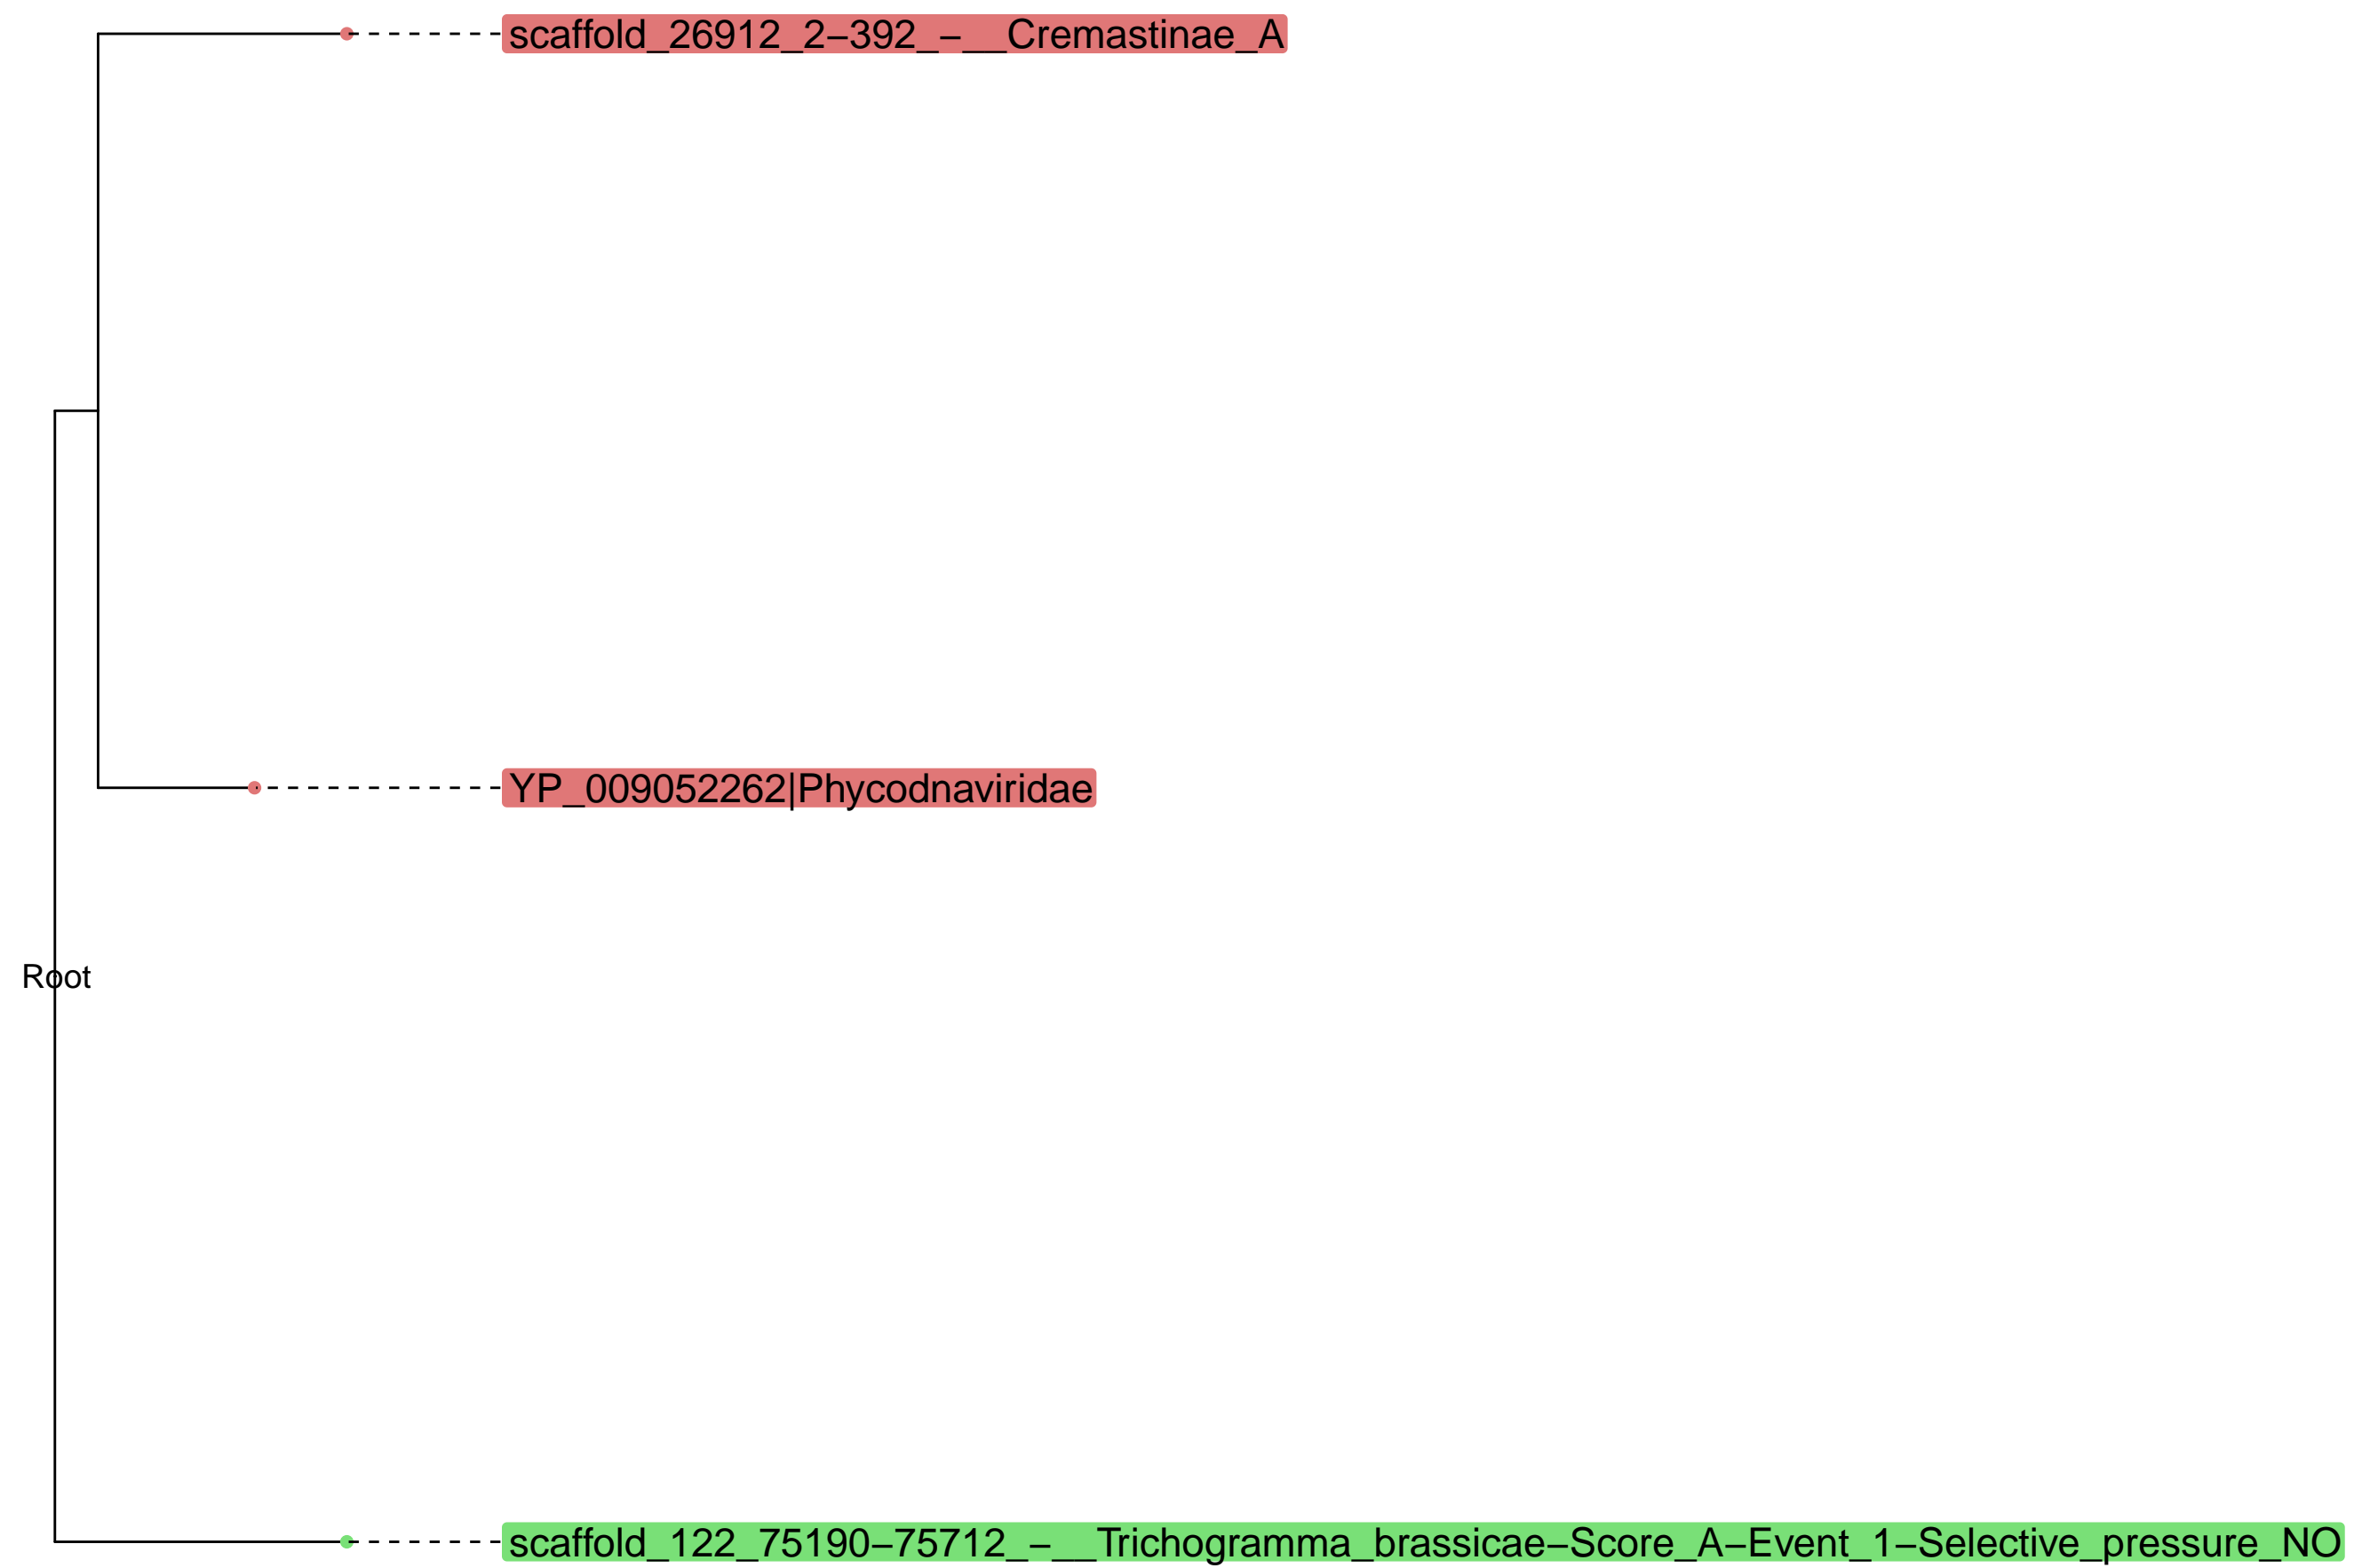 scaffold_26912_2−392_−__Cremastinae_A
YP_009052262|Phycodnaviridae
Root
scaffold_122_75190−75712_−__Trichogramma_brassicae−Score_A−Event_1−Selective_pressure_NO